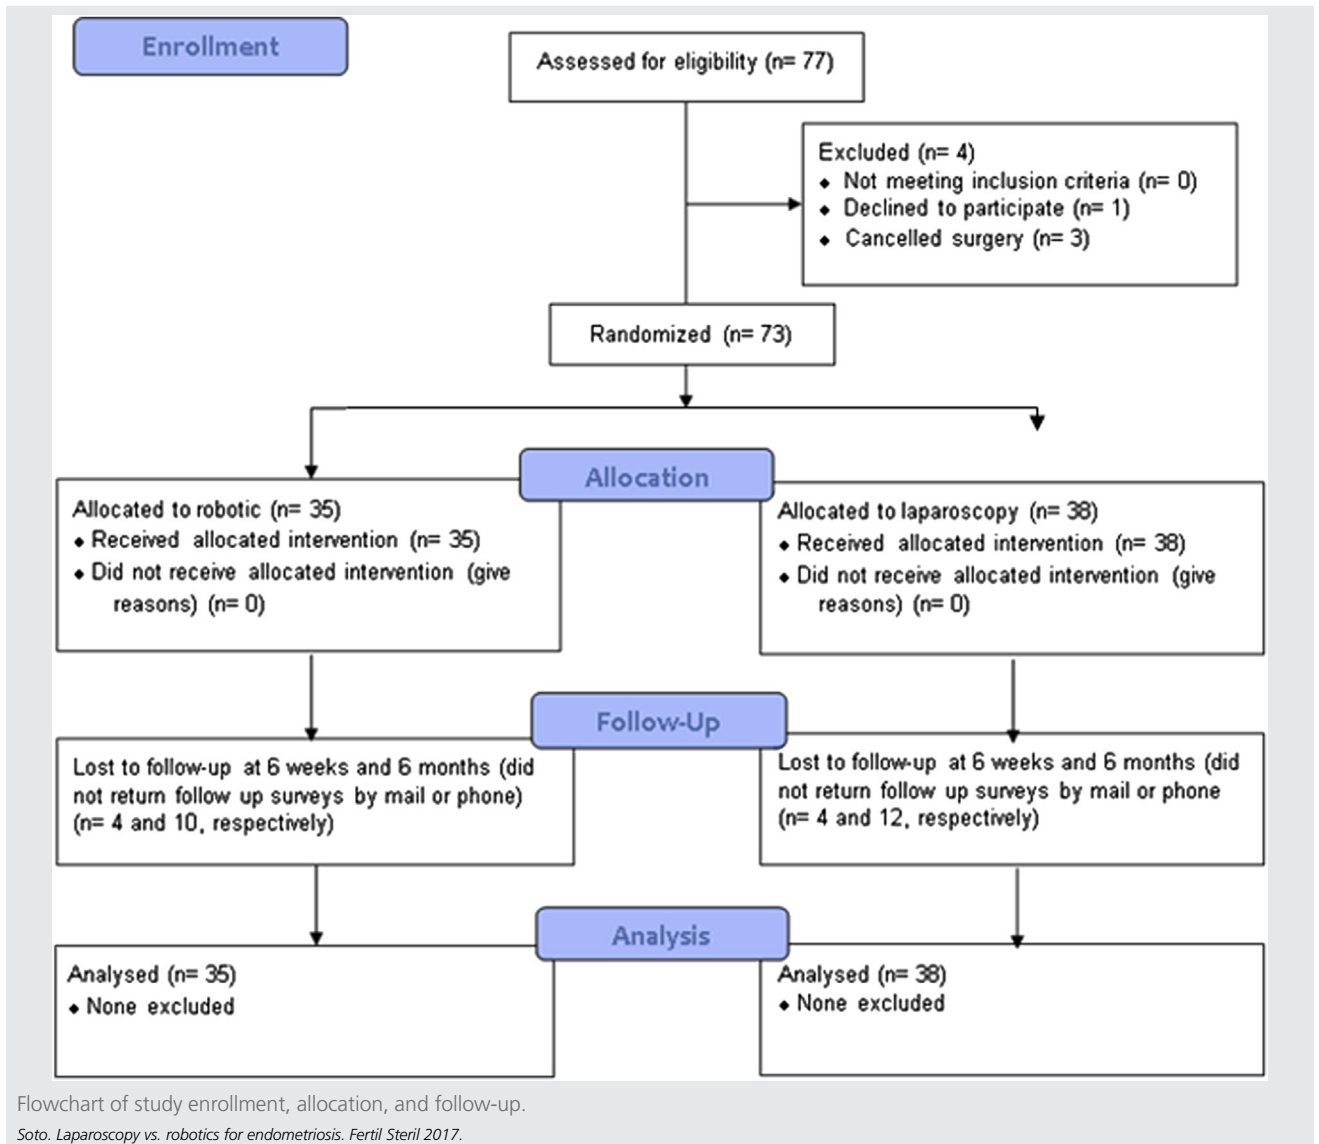 Enrollment
Assessed for eligibility (n= 77)
Excluded (n= 4)
♦ Not meeting inclusion criteria (n= 0)
♦ Declined to participate (n= 1)
♦ Cancelled surgery (n= 3)
Randomized (n= 73)
Allocation
Allocated to robotic (n= 35)
♦ Received allocated intervention (n= 35)
♦ Did not receive allocated intervention (give
reasons) (n= 0)
Allocated to laparoscopy (n= 38)
♦ Received allocated intervention (n= 38)
♦ Did not receive allocated intervention (give
reasons) (n= 0)
Follow-Up
Lost to follow-up at 6 weeks and 6 months (did
not return follow up surveys by mail or phone)
(n= 4 and 10, respectively)
Lost to follow-up at 6 weeks and 6 months (did
not return follow up surveys by mail or phone
(n= 4 and 12, respectively)
Analysis
Analysed (n= 35)
♦ None excluded
Analysed (n= 38)
♦ None excluded
Flowchart of study enrollment, allocation, and follow-up.
Soto. Laparoscopy vs. robotics for endometriosis. Fertil Steril 2017.